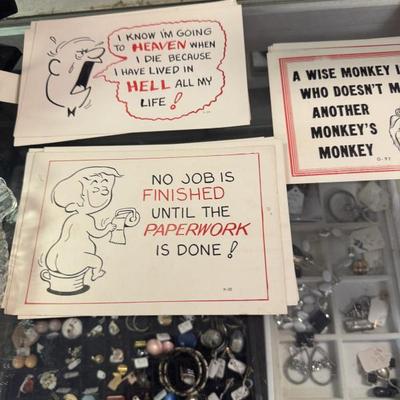 I KNOW I'M GOING
TO HEAVEN WHEN
I DIE BECAUSE
I HAVE LIVED IN
HELL ALL MY
LIFE!
A WISE MONKEY I
WHO DOESN'T M
ANOTHER
MONKEY'S
MONKEY
NO JOB IS
FINISHED
UNTIL THE
PAPERWORK
IS DONE!